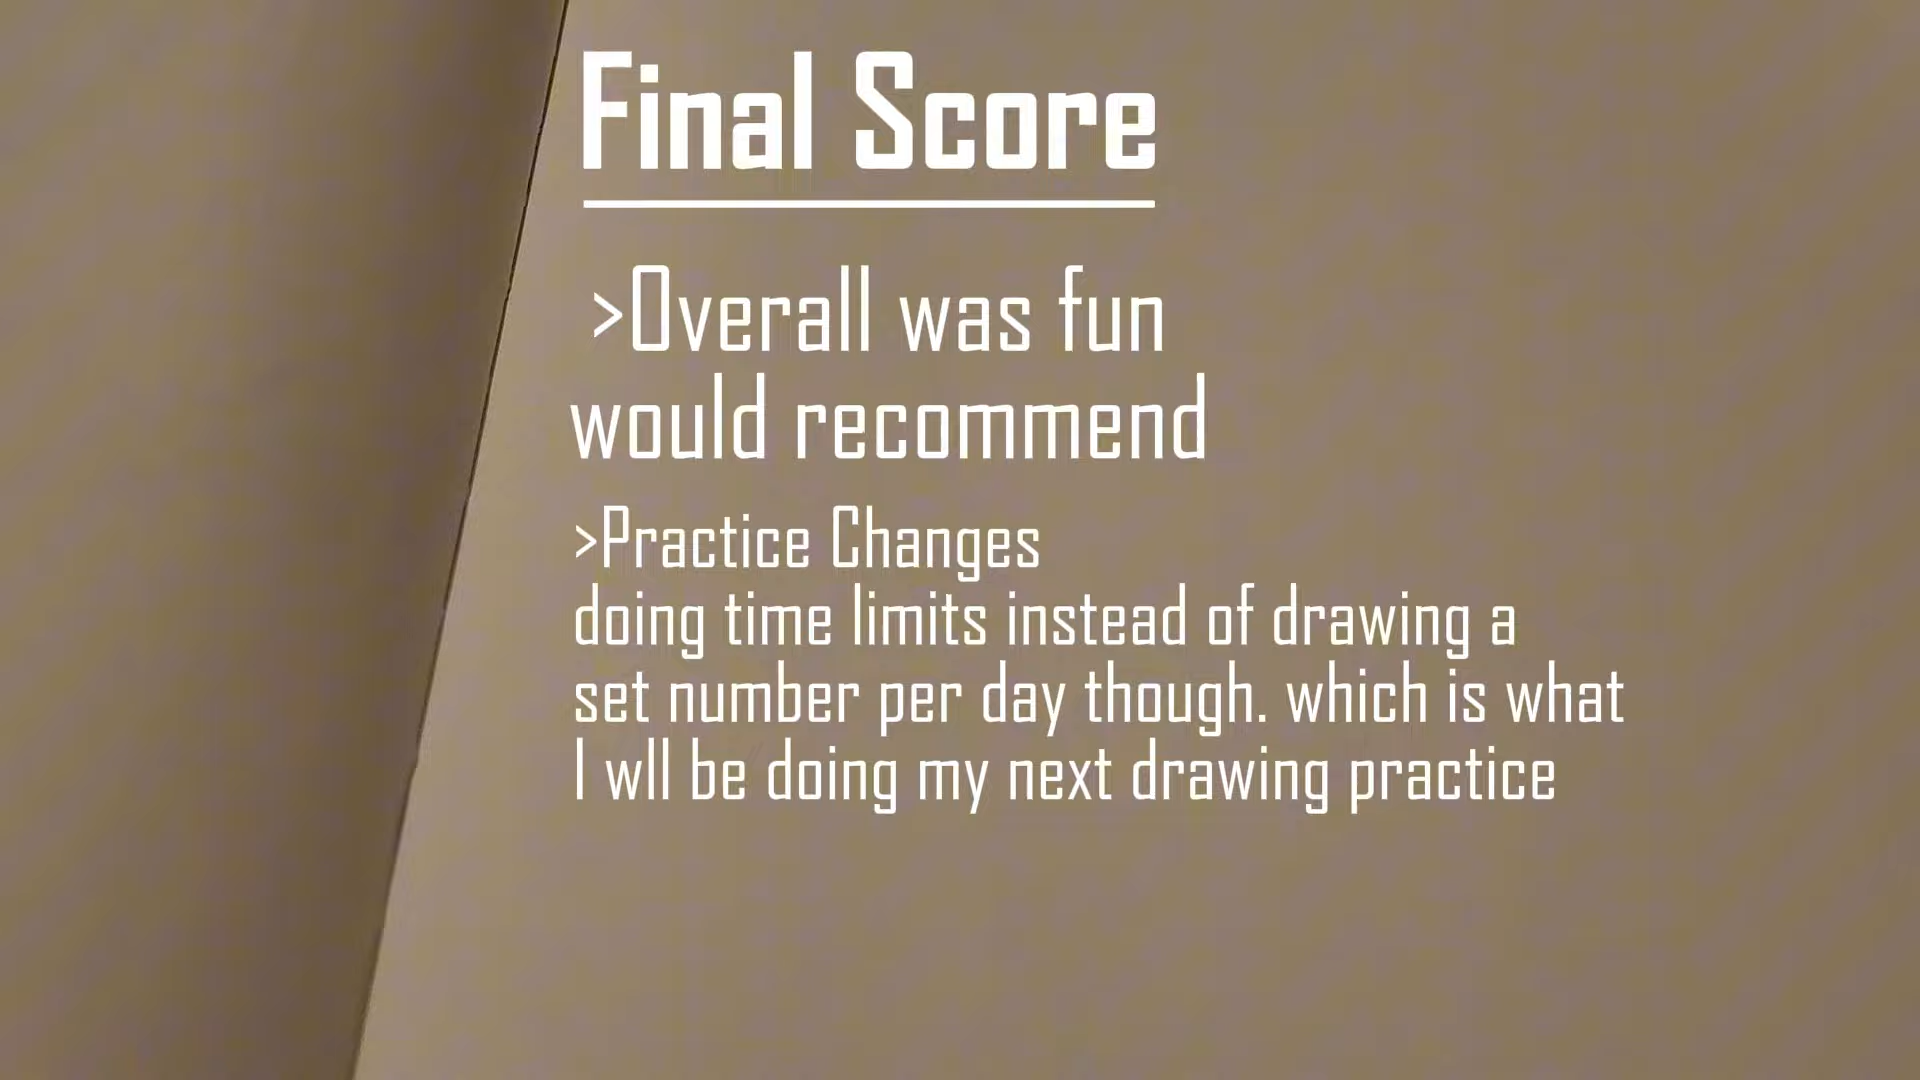 Final Score
>Overall was fun
would recommend
>Practice Changes
doing time limits instead of drawing a
set number per day though. which is what
I wll be doing my next drawing practice